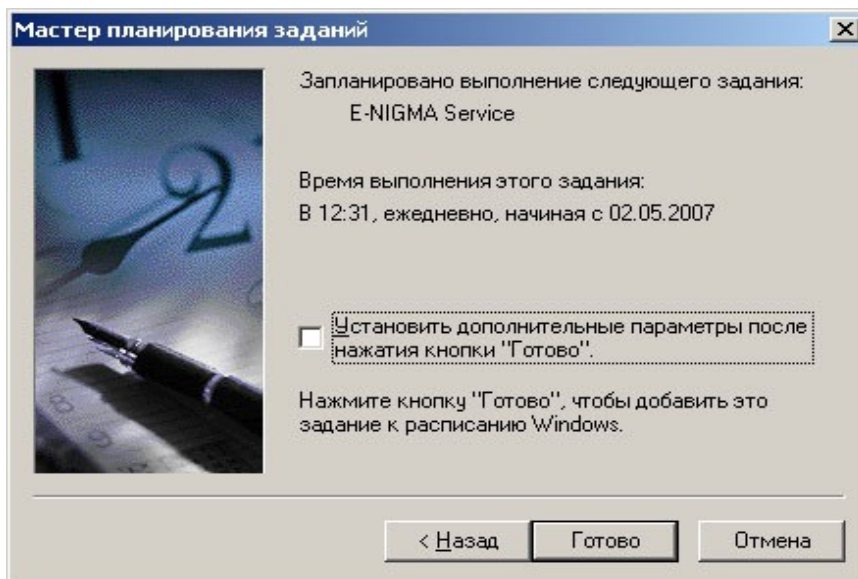 Мастер планирования заданий
Запланировано выполнение следующего задания:
E-NIGMA Service
Время выполнения этого задания:
В 12:31, ежедневно, начиная с 02.05.2007
Установить дополнительные параметры после
нажатия кнопки "Готово".
Нажмите кнопку "Готово", чтобы добавить это
задание к расписанию Windows.
< Назад
Готово
Отмена